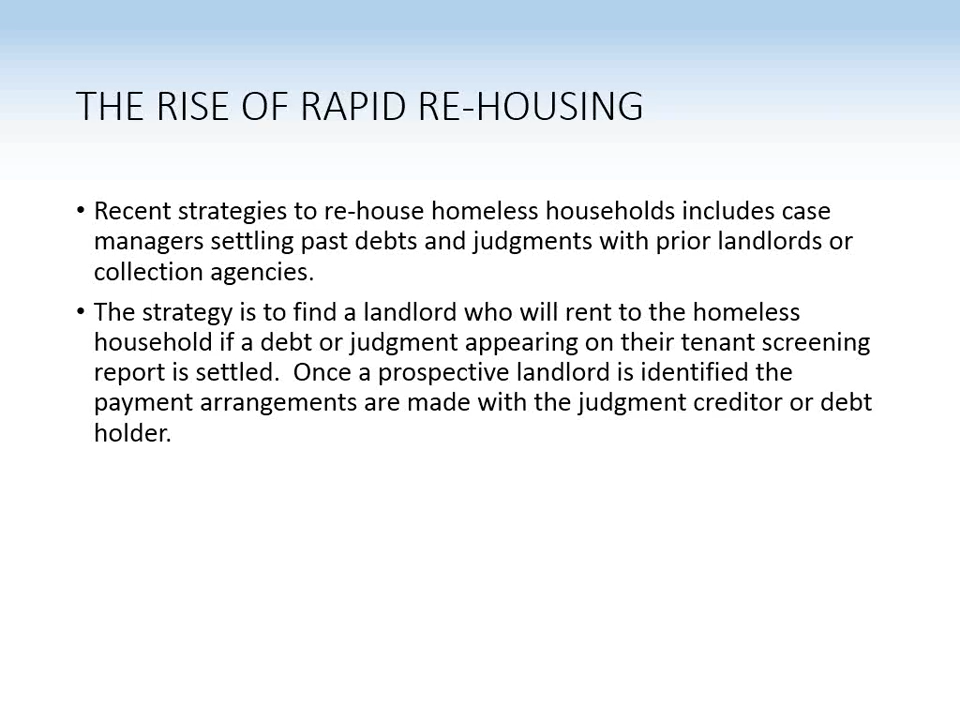 THE RISE OF RAPID RE-HOUSING
• Recent strategies to re-house homeless households includes case
managers settling past debts and judgments with prior landlords or
collection agencies.
• The strategy is to find a landlord who will rent to the homeless
household if a debt or judgment appearing on their tenant screening
report is settled.  Once a prospective landlord is identified the
payment arrangements are made with the judgment creditor or debt
holder.